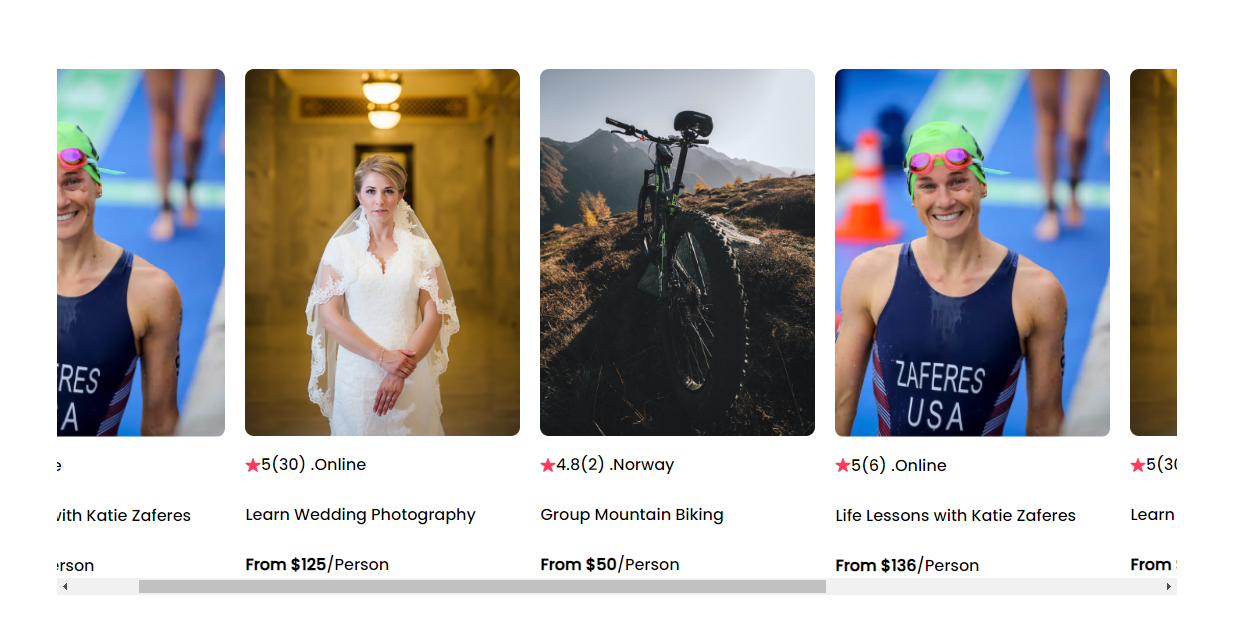 RES
A
ZAFERES
USA
e
5(30) .Online
4.8(2) .Norway
5(6) .Online
5(30
with Katie Zaferes
Learn Wedding Photography
Group Mountain Biking
Life Lessons with Katie Zaferes
Learn
erson
From $125/Person
From $50/Person
From $136/Person
From $